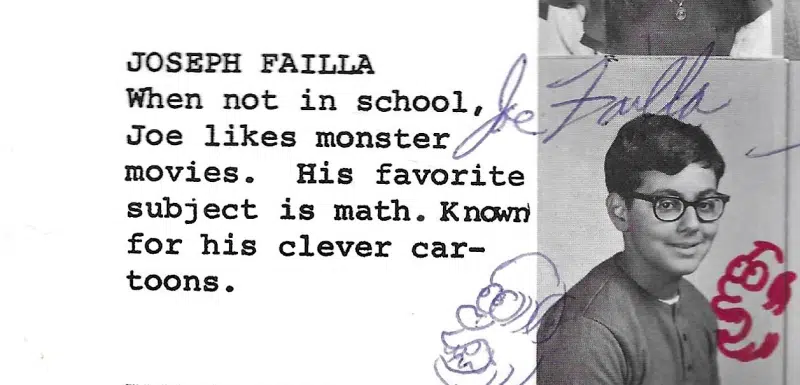 JOSEPH FAILLA
When not in school,
Joe likes monster
movies. His favorite
subject is math. Known
for his clever car-
toons.
Joe Failla